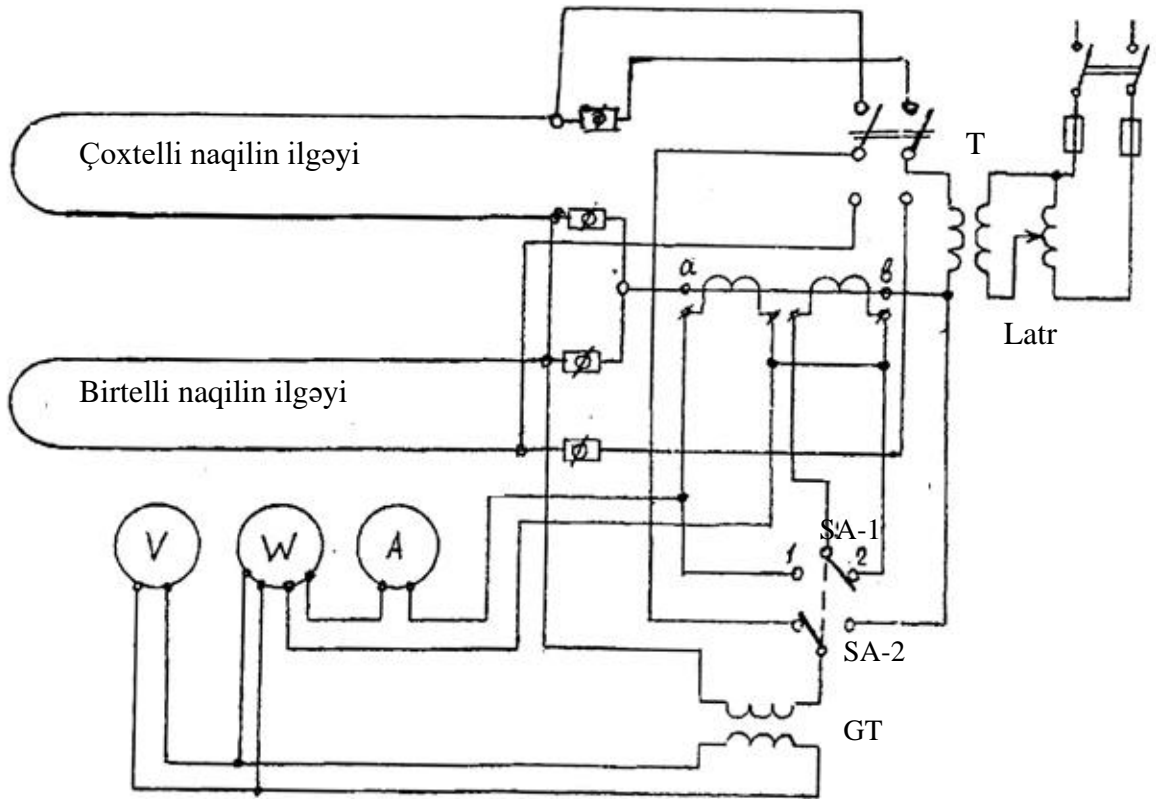 Çoxtelli naqilin ilgəyi
T
a
в
Latr
Birtelli naqilin ilgəyi
V
W
A
SA-1
1
2
SA-2
GT